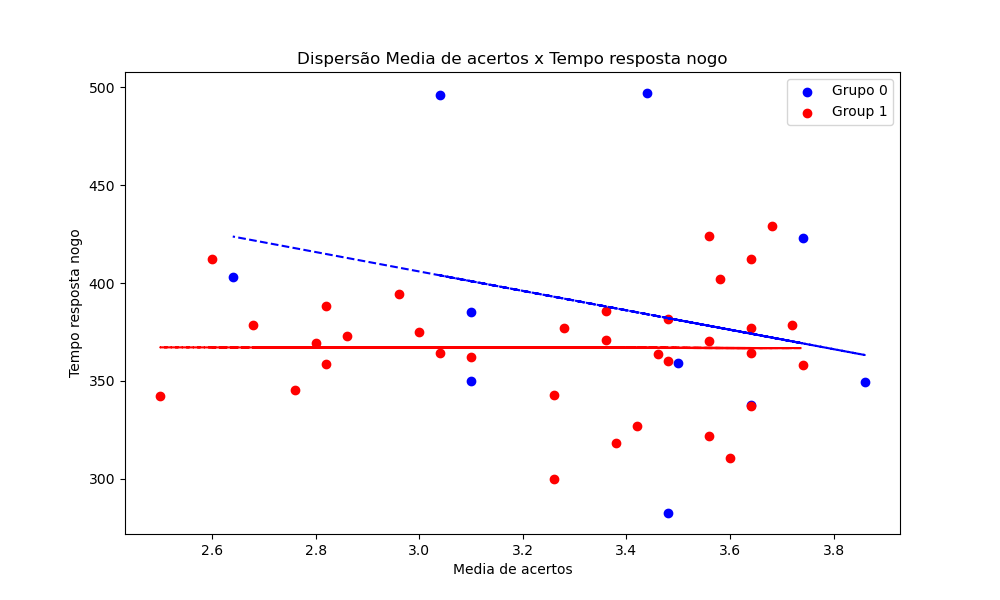 Dispersão Media de acertos x Tempo resposta nogo
Grupo 0
Group 1
Tempo resposta nogo
500
450
400
350
300
2.6 2.8 3.0 3.2 3.4 3.6 3.8
Media de acertos